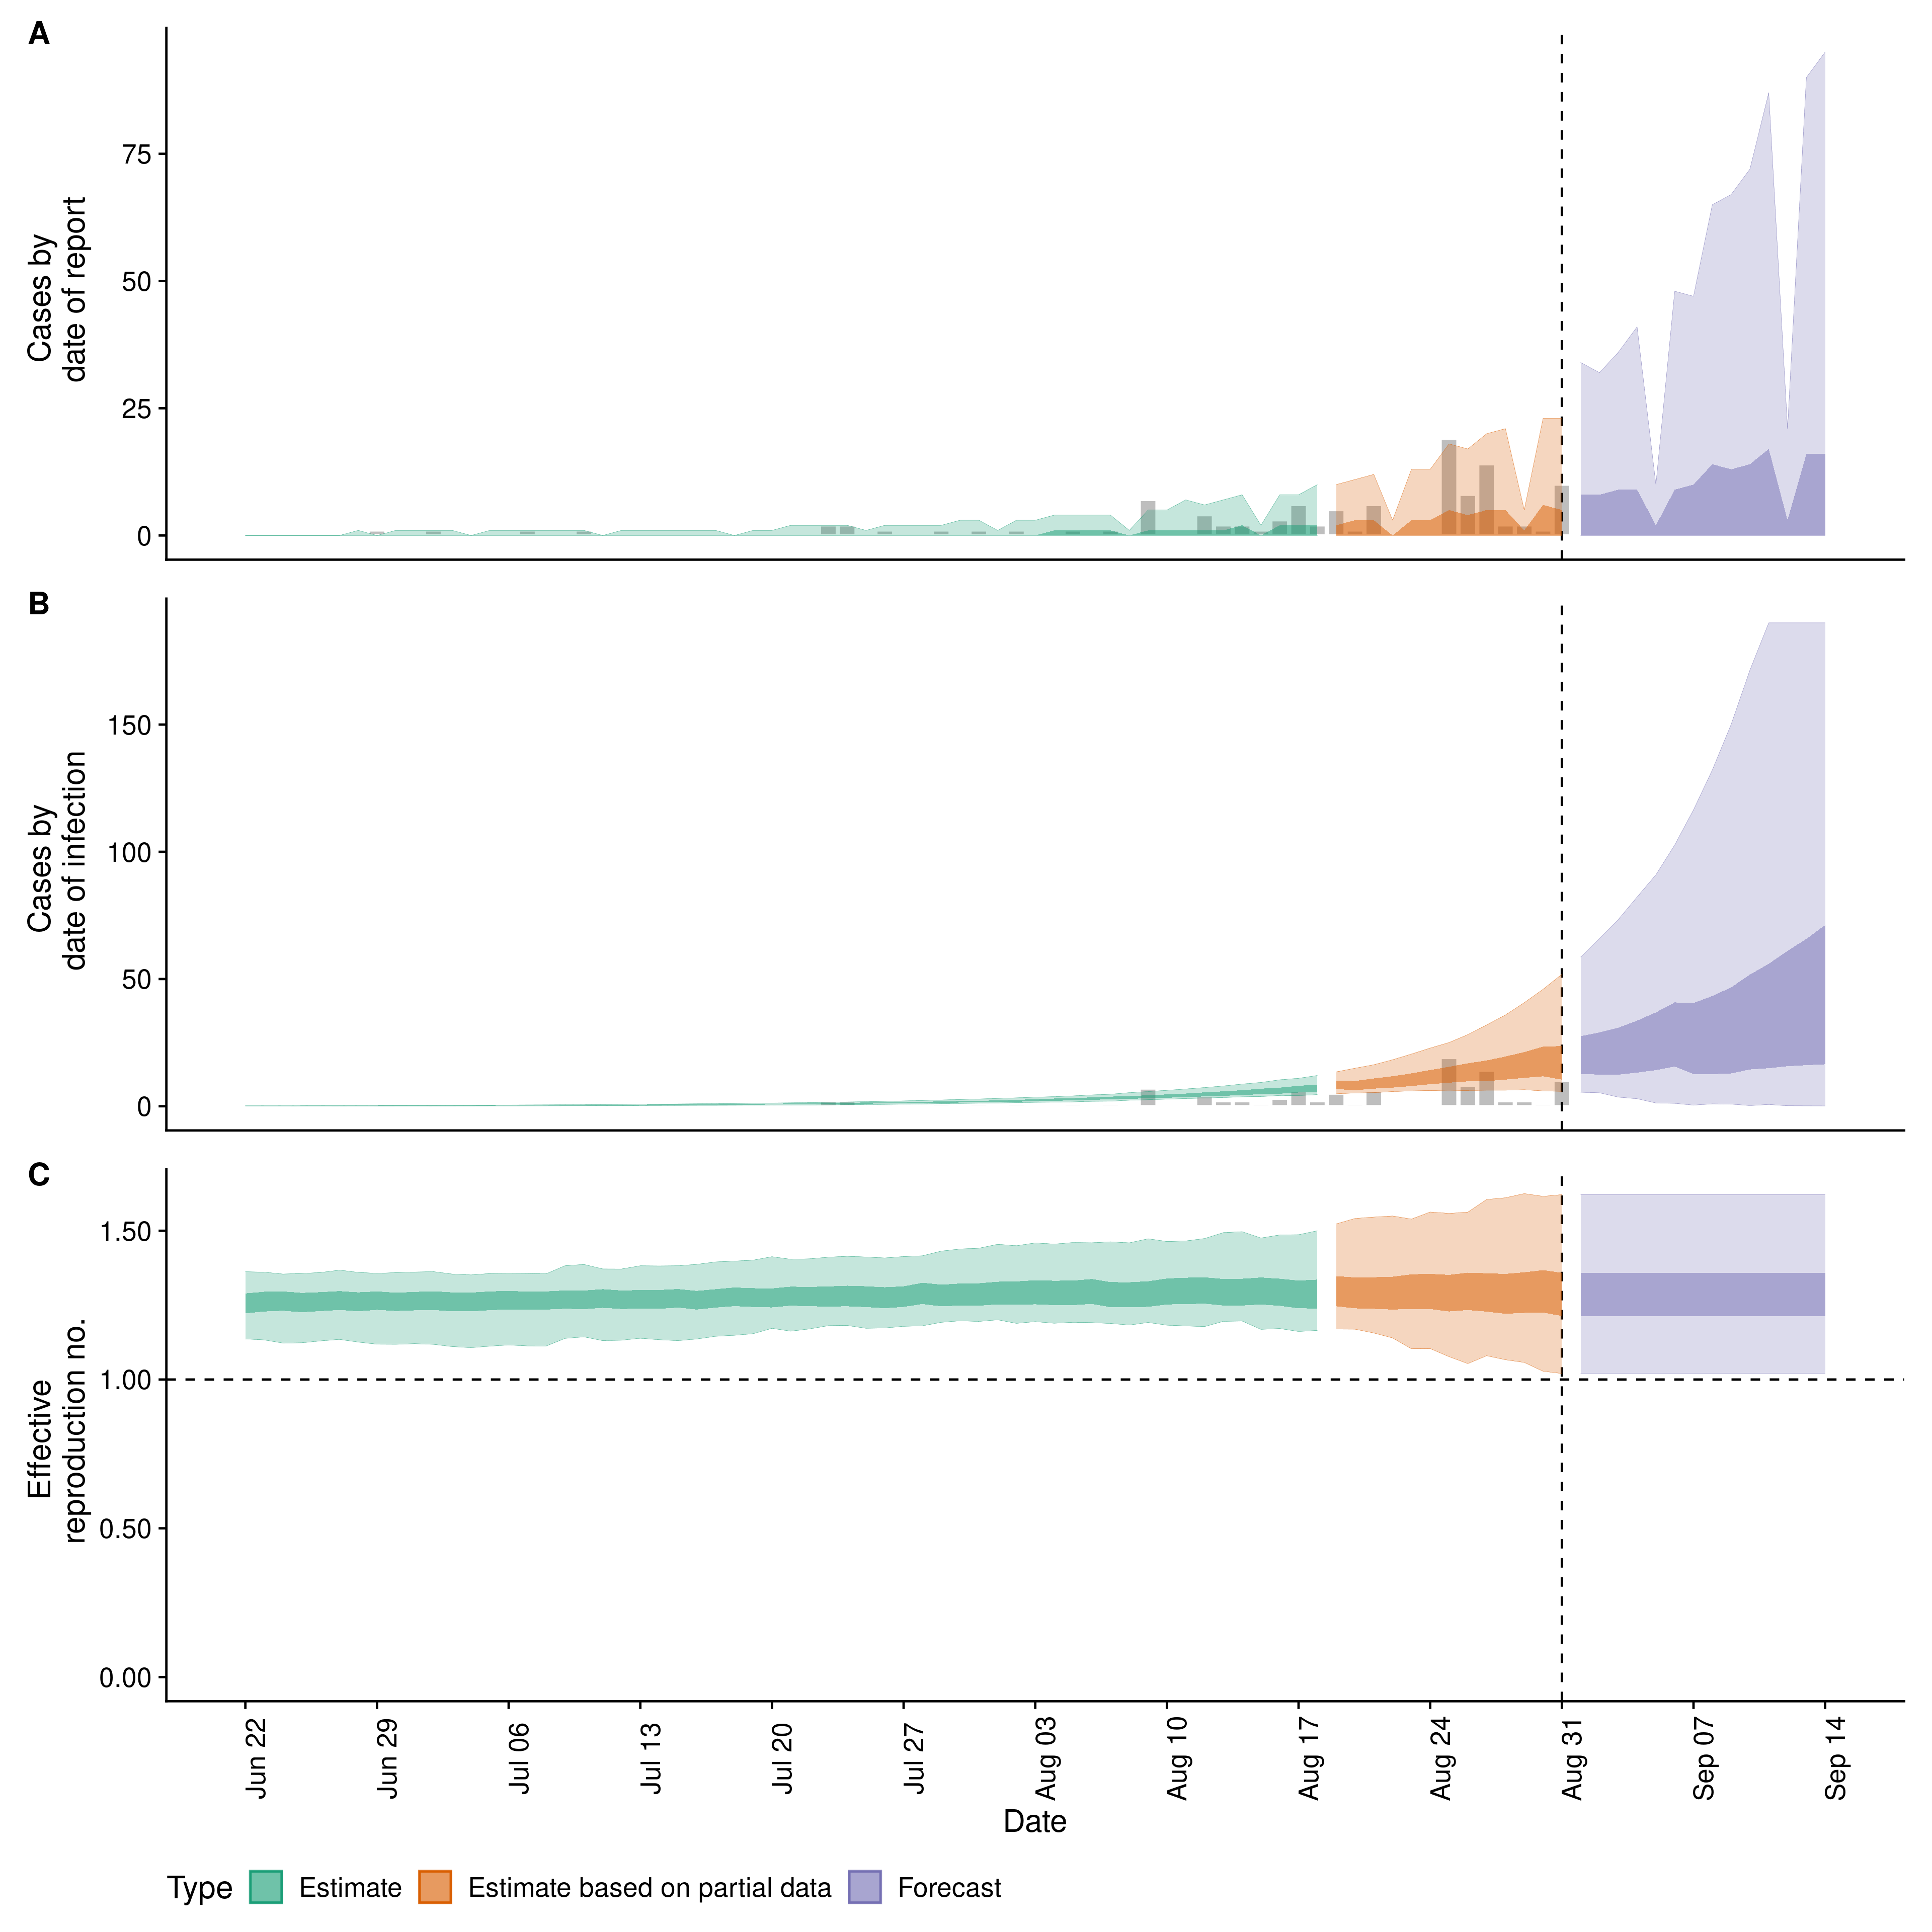 A
Cases by
date of report
75
50
25
0
B
Cases by
date of infection
150
100
50
0
C
Effective
reproduction no.
1.50
1.00
0.50
0.00
Jun 22
Jun 29
Jul 06
Jul 13
Jul 20
Jul 27
Aug 03
Aug 10
Aug 17
Aug 24
Aug 31
Sep 07
Sep 14
Date
Type Estimate Estimate based on partial data Forecast